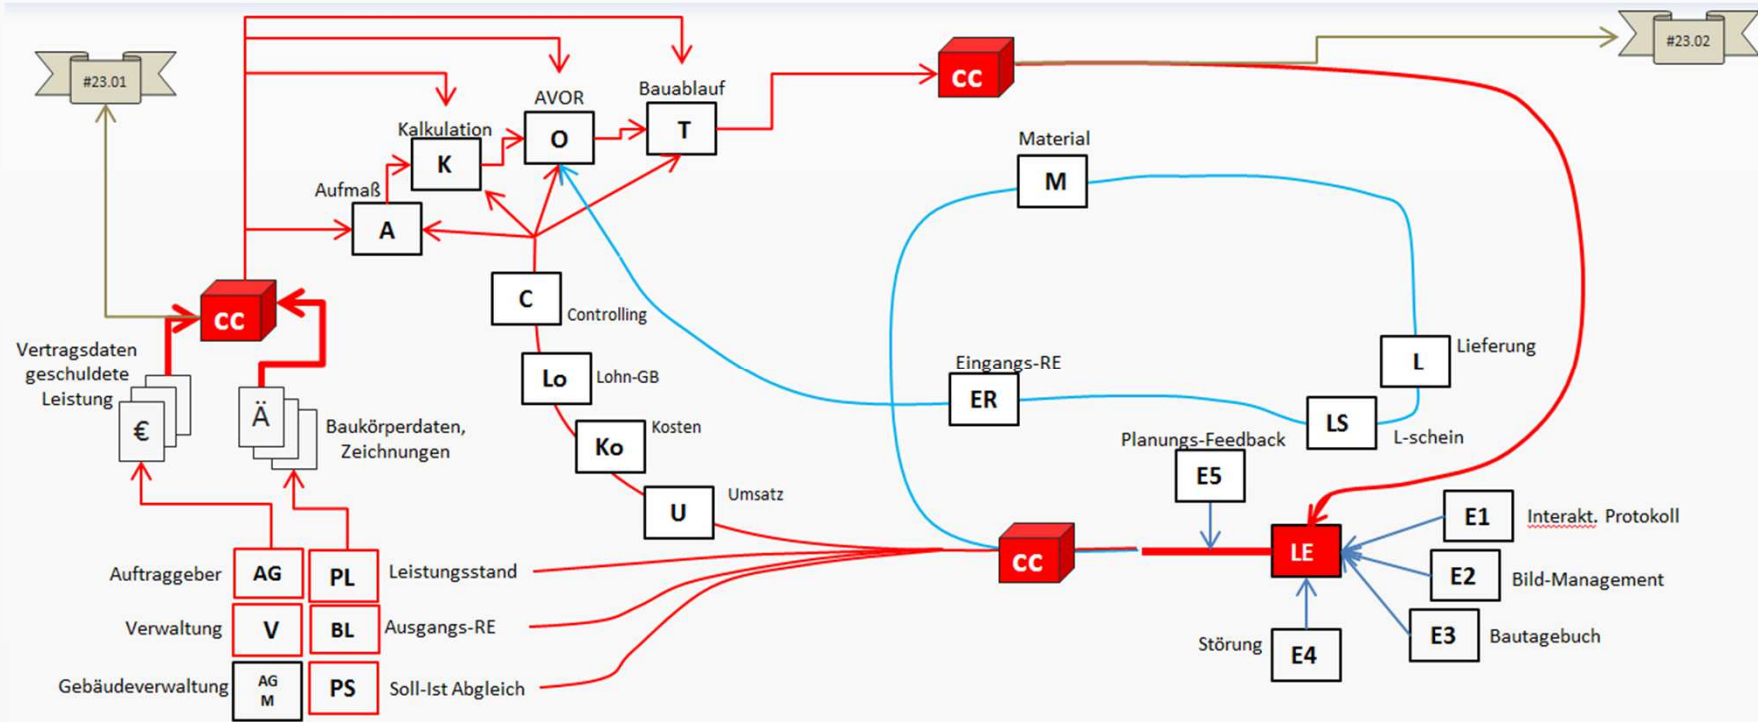 #23.01
#23.02
Bauablauf
T
AVOR
O
Kalkulation
K
Aufmaß
A
CC
CC
Material
M
C
Controlling
Lo
Lohn-GB
Ko
Kosten
U
Umsatz
Eingangs-RE
ER
Lieferung
L
LS
L-schein
Planungs-Feedback
E5
Vertragsdaten
geschuldete
Leistung
€
Ä
Baukörperdaten,
Zeichnungen
Auftraggeber
AG
PL
Leistungsstand
Verwaltung
V
BL
Ausgangs-RE
Gebäudeverwaltung
AG
M
PS
Soll-Ist Abgleich
CC
LE
E1
Interakt. Protokoll
E2
Bild-Management
E3
Bautagebuch
Störung
E4